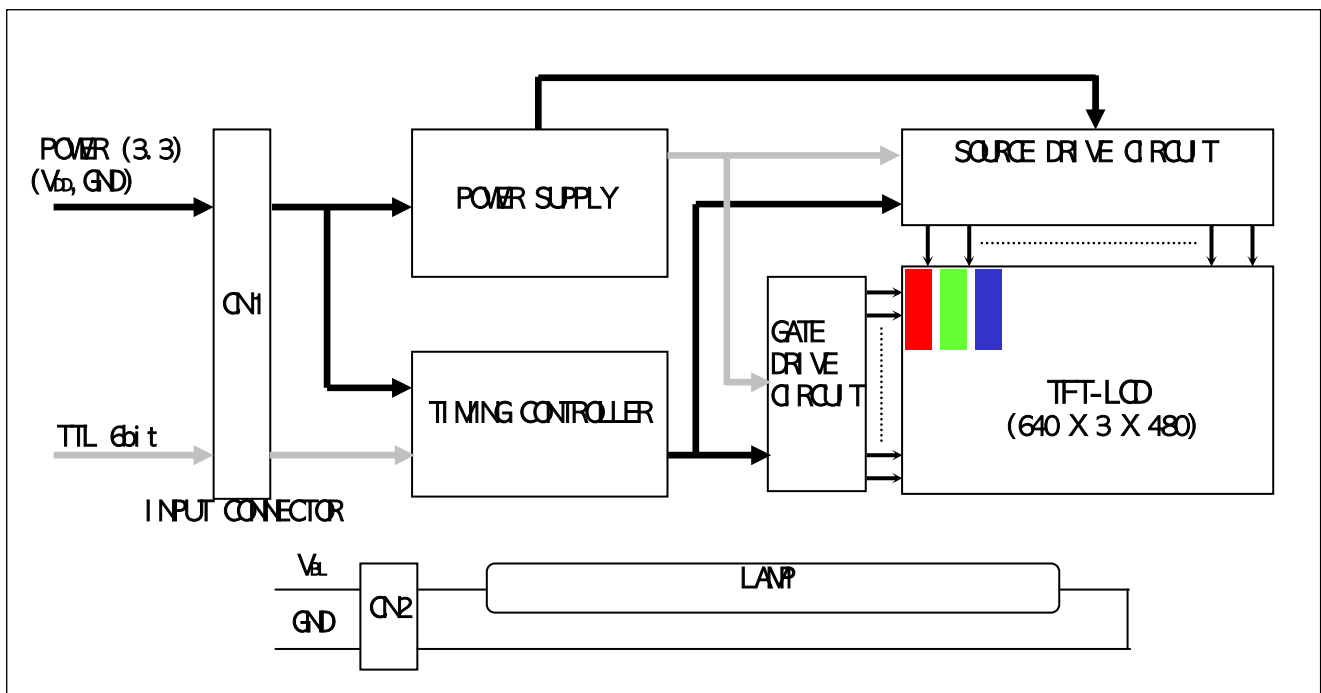 POWER (3.3)
(VDD, GND)
CN1
POWER SUPPLY
SOURCE DRIVE CIRCUIT
GATE
DRIVE
CIRCUIT
TFT-LCD
(640 X 3 X 480)
TIMING CONTROLLER
TTL 6bit
INPUT CONNECTOR
VBL
GND
CN2
LAMP